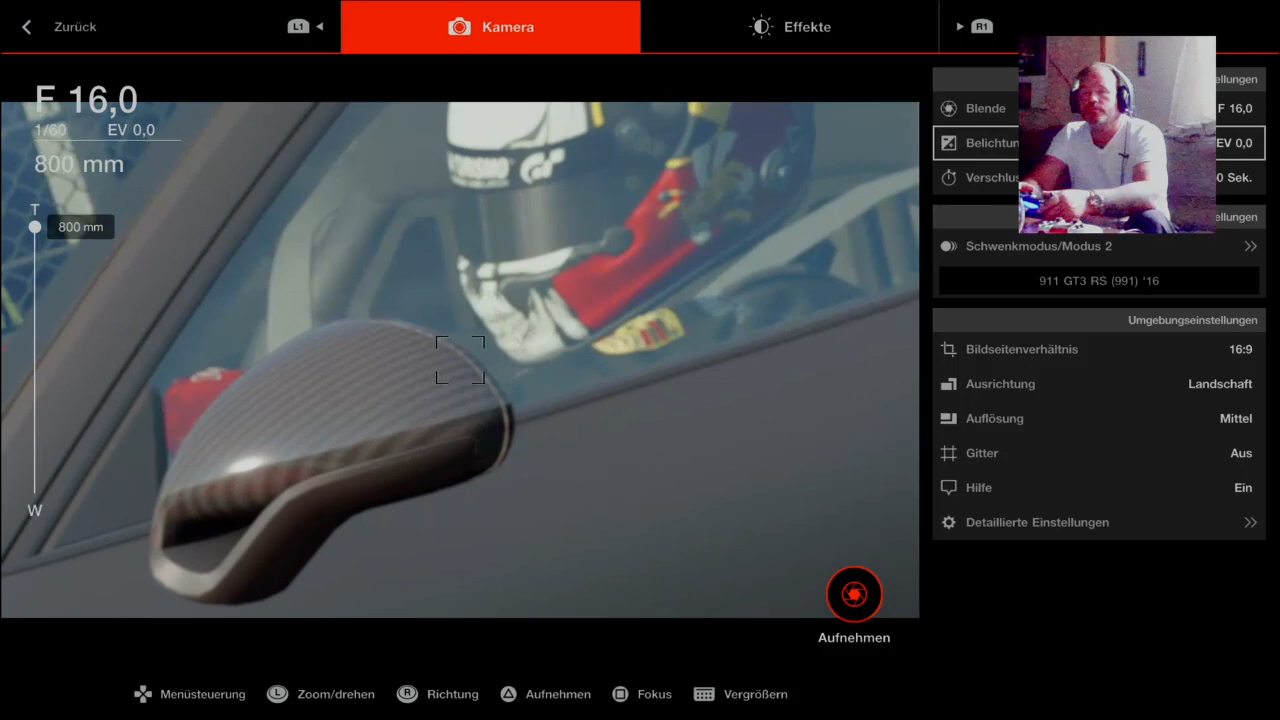 Zurück
L1
Kamera
Effekte
R1
F 16,0
1/60 EV 0,0
800 mm
T
800 mm
W
GT
ellungen
Blende F 16,0
Belichtun EV 0,0
Verschlus 0 Sek.
ellungen
Schwenkmodus/Modus 2
911 GT3 RS (991) '16
Umgebungseinstellungen
Bildseitenverhältnis 16:9
Ausrichtung Landschaft
Auflösung Mittel
Gitter Aus
Hilfe Ein
Detaillierte Einstellungen
Aufnehmen
Menüsteuerung
L Zoom/drehen
R Richtung
Aufnehmen
Fokus
Vergrößern